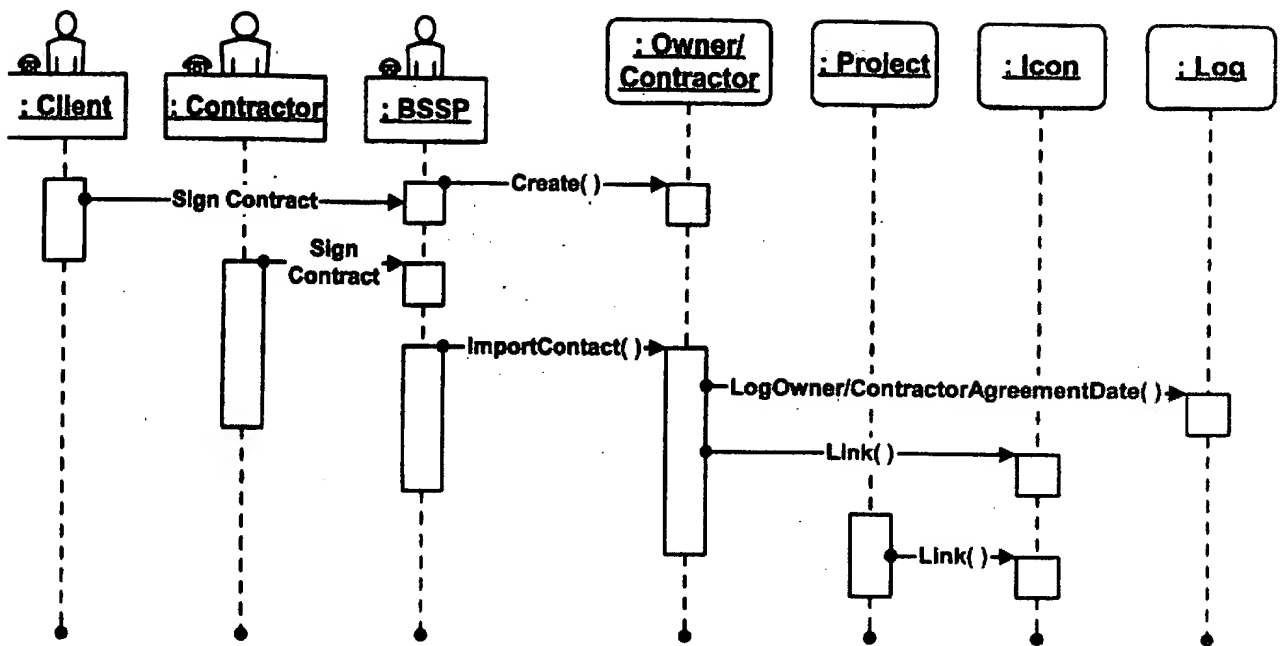 : Client
: Contractor
: BSSP
: Owner/
Contractor
: Project
: Icon
: Log
Sign Contract
Create( )
Sign
Contract
ImportContact( )
LogOwner/ContractorAgreementDate( )
Link( )
Link( )